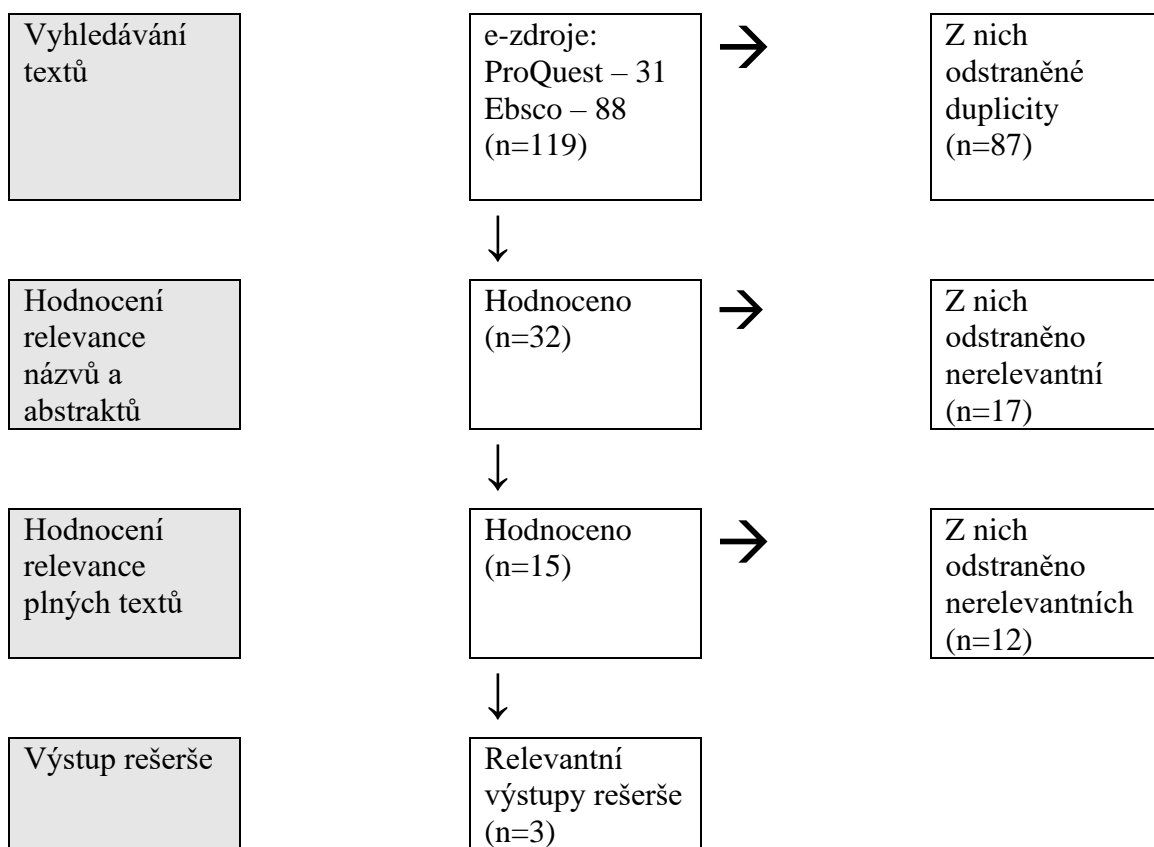 Vyhledávání
textů
e-zdroje:
ProQuest – 31
Ebsco – 88
(n=119)
→
Z nich
odstraněné
duplicity
(n=87)
↓
Hodnocení
relevance
názvů a
abstraktů
Hodnoceno
(n=32)
→
Z nich
odstraněno
nerelevantní
(n=17)
↓
Hodnocení
relevance
plných textů
Hodnoceno
(n=15)
→
Z nich
odstraněno
nerelevantních
(n=12)
↓
Výstup rešerše
Relevantní
výstupy rešerše
(n=3)